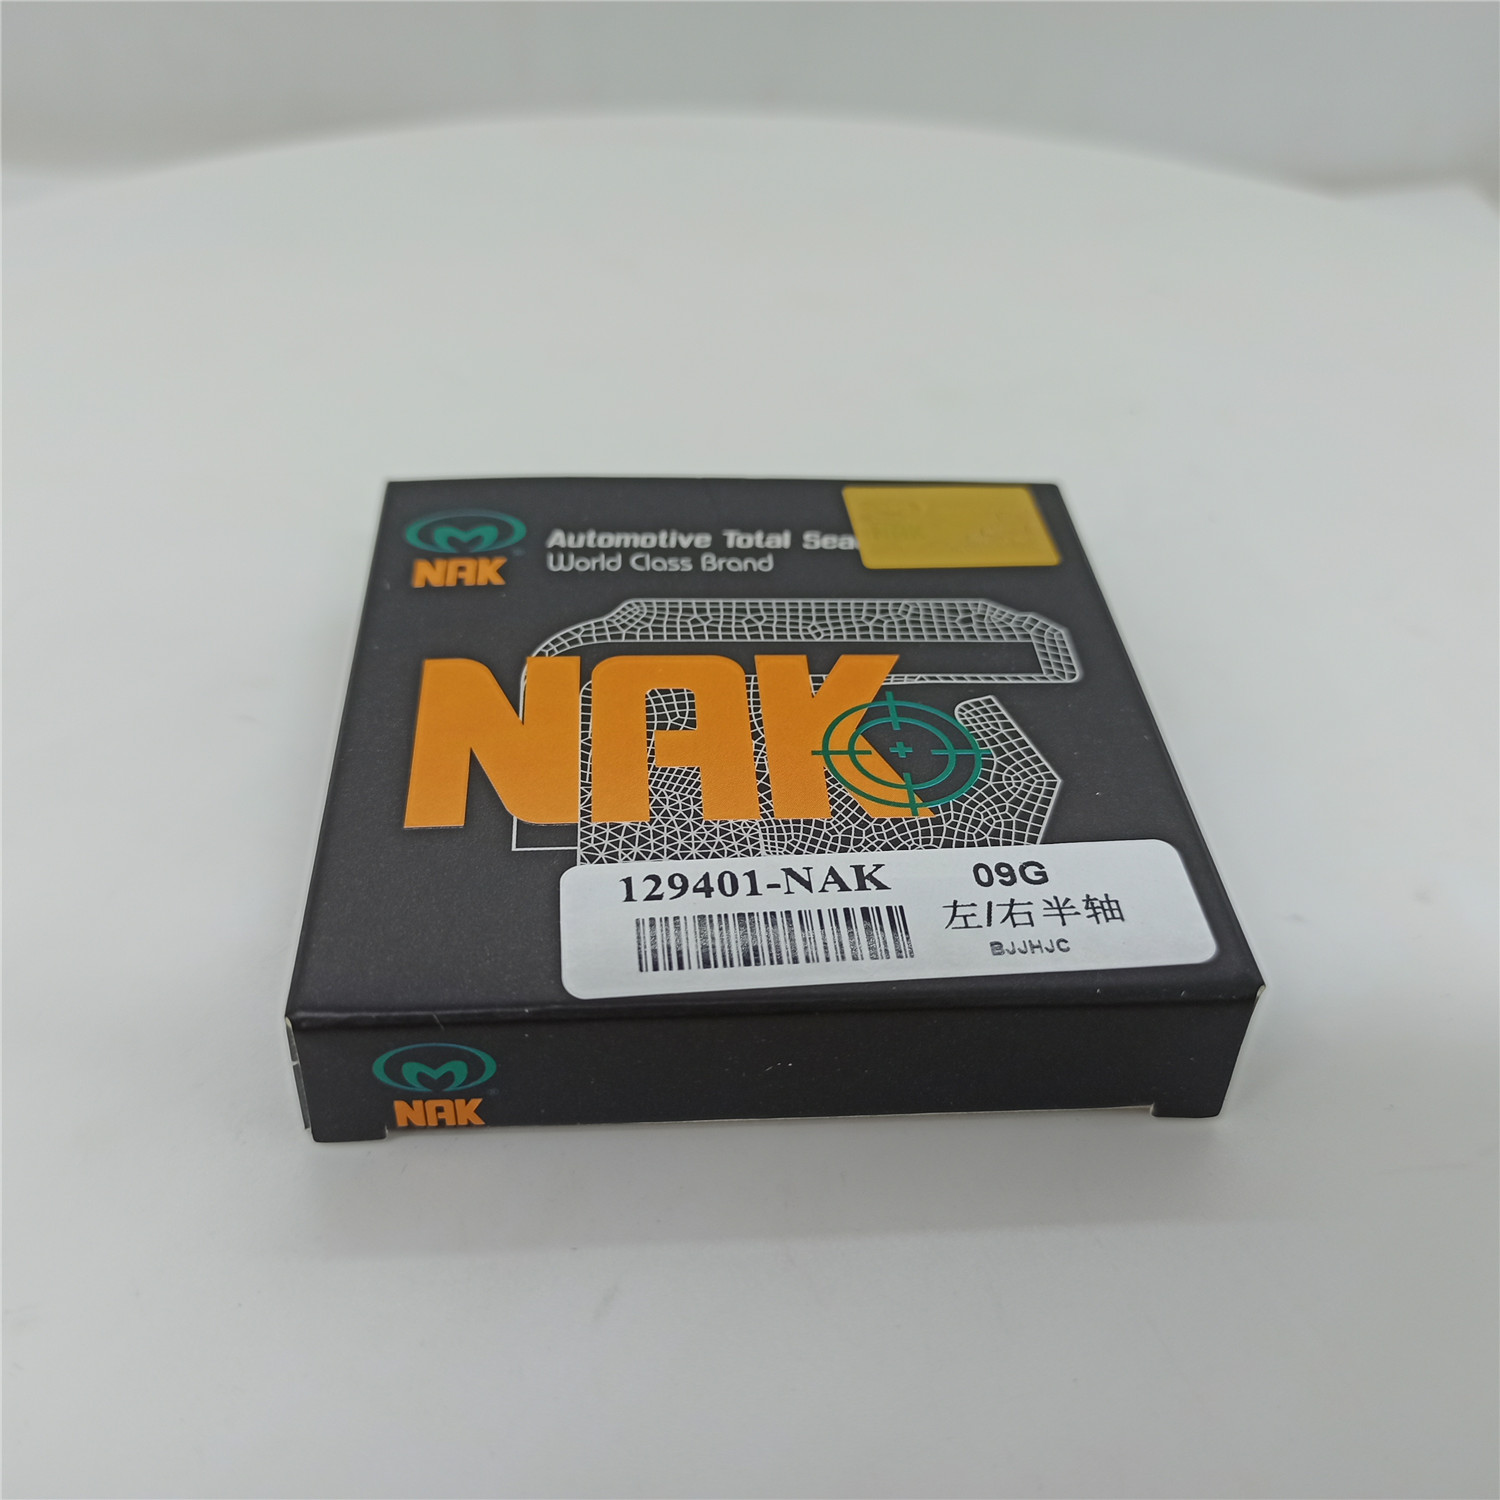 NAK
Automotive Total Sea
World Class Brand
NAK
129401-NAK
09G
左/右半轴
BJJHJC
NAK